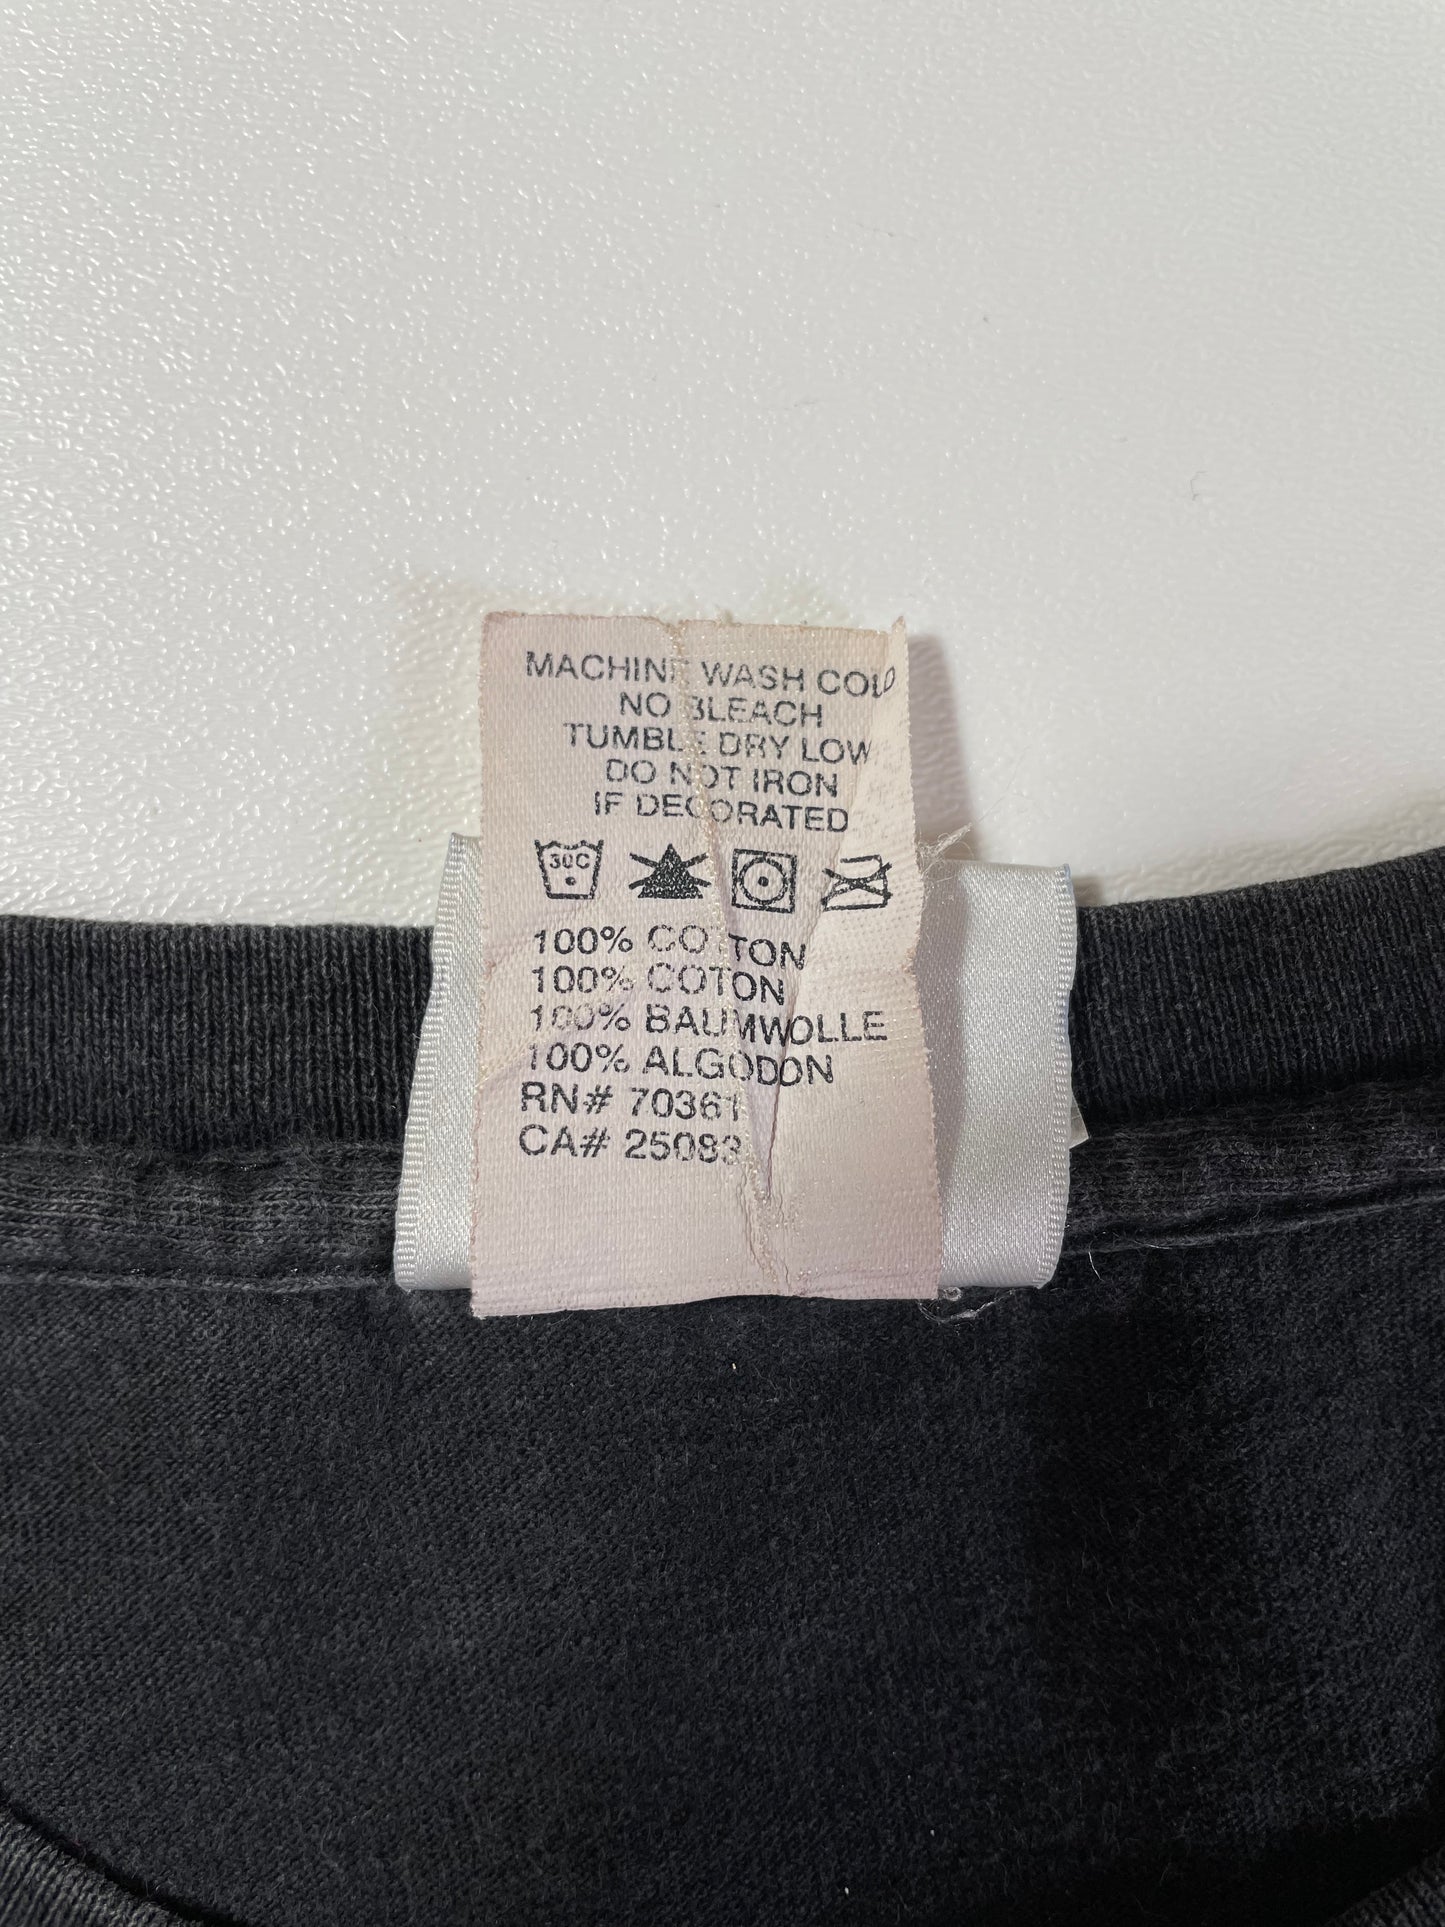 MACHINE WASH COLD
NO BLEACH
TUMBLE DRY LOW
DO NOT IRON
IF DECORATED
30C
100% COTTON
100% COTON
100% BAUMWOLLE
100% ALGODON
RN# 70361
CA# 25083